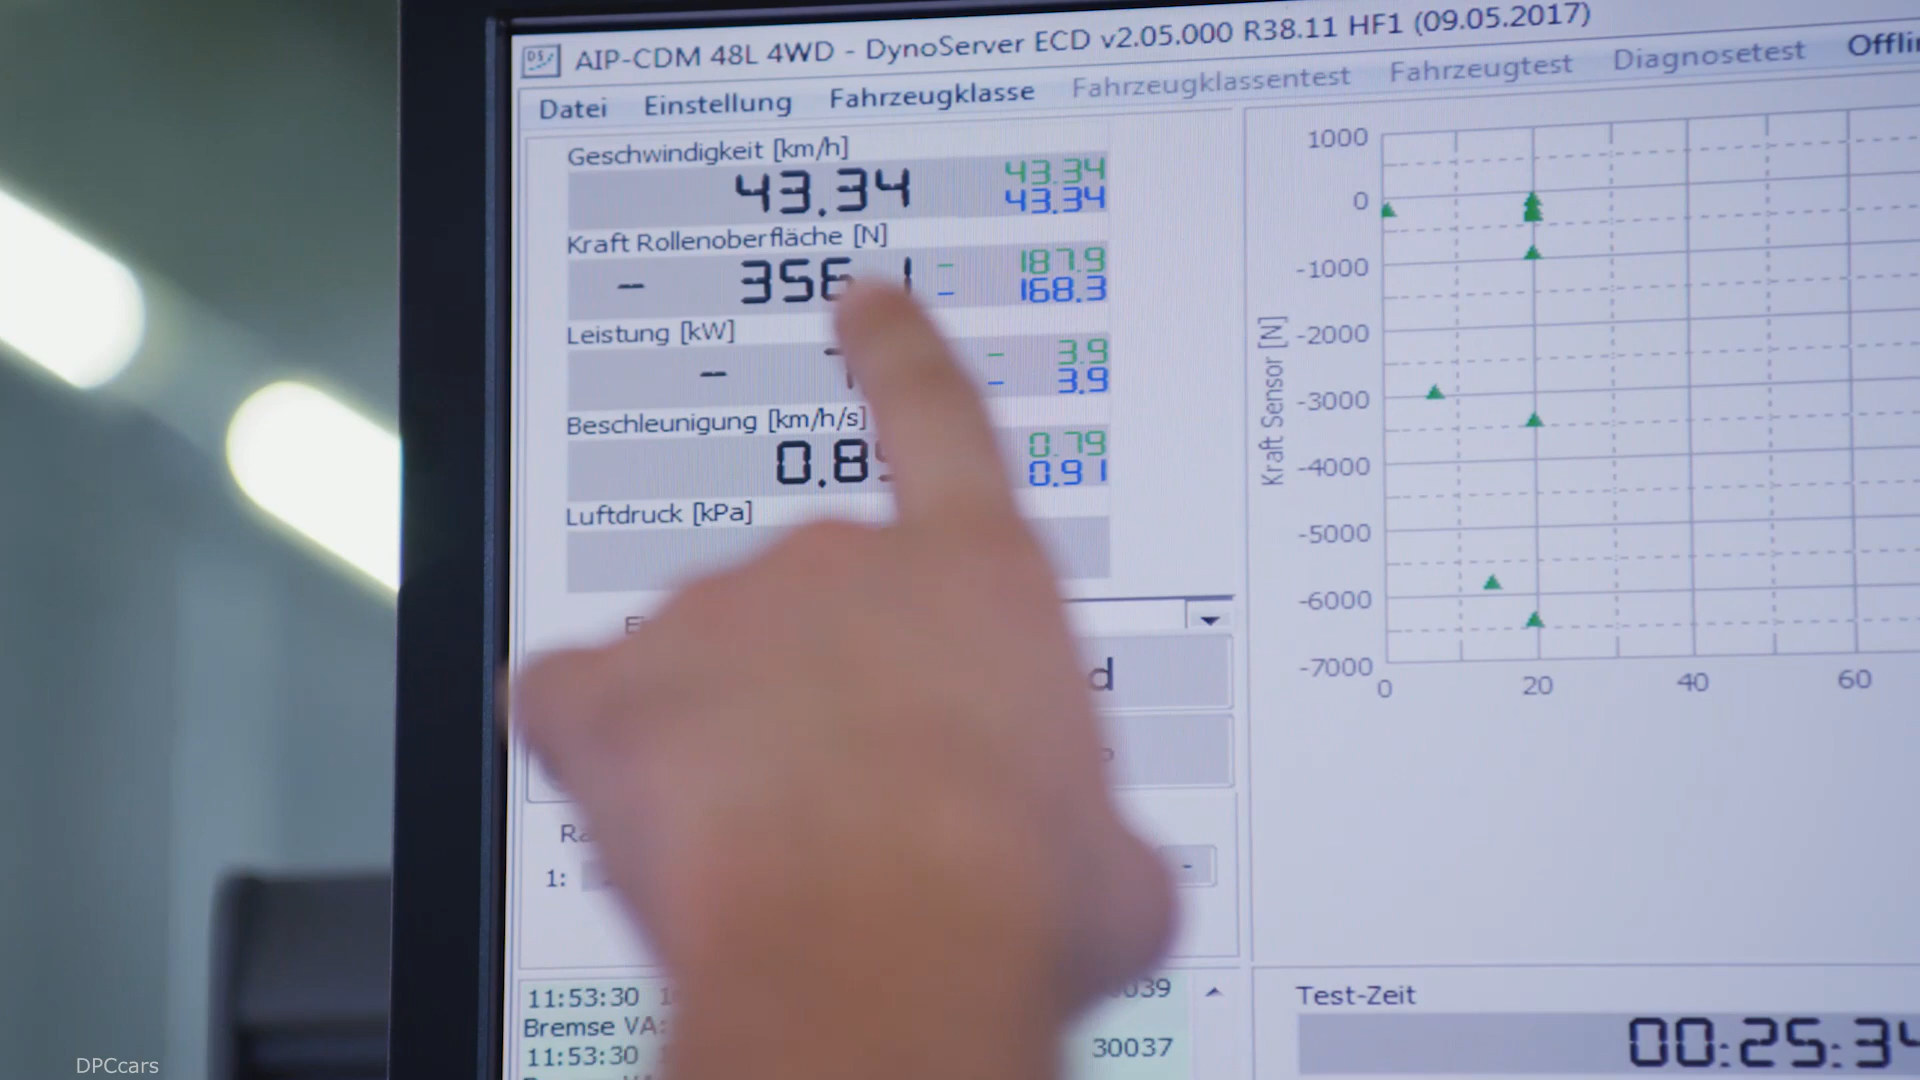 AIP-CDM 48L 4WD - DynoServer ECD v2.05.000 R38.11 HF1 (09.05.2017)
Datei Einstellung Fahrzeugklasse Fahrzeugklassentest Fahrzeugtest Diagnosetest
Geschwindigkeit [km/h]
43.34 43.34
43.34
Kraft Rollenoberfläche [N]
- 187.9
- 168.3
Leistung [kW]
- 3.9
- 3.9
Beschleunigung [km/h/s]
0.79
0.91
Luftdruck [kPa]
1:
-
11:53:30
Bremse VA:
11:53:30
30037
1000
0
-1000
-2000
-3000
-4000
-5000
-6000
-7000
Kraft Sensor [N]
0 20 40 60
Test-Zeit
00:25:34
DPCcars